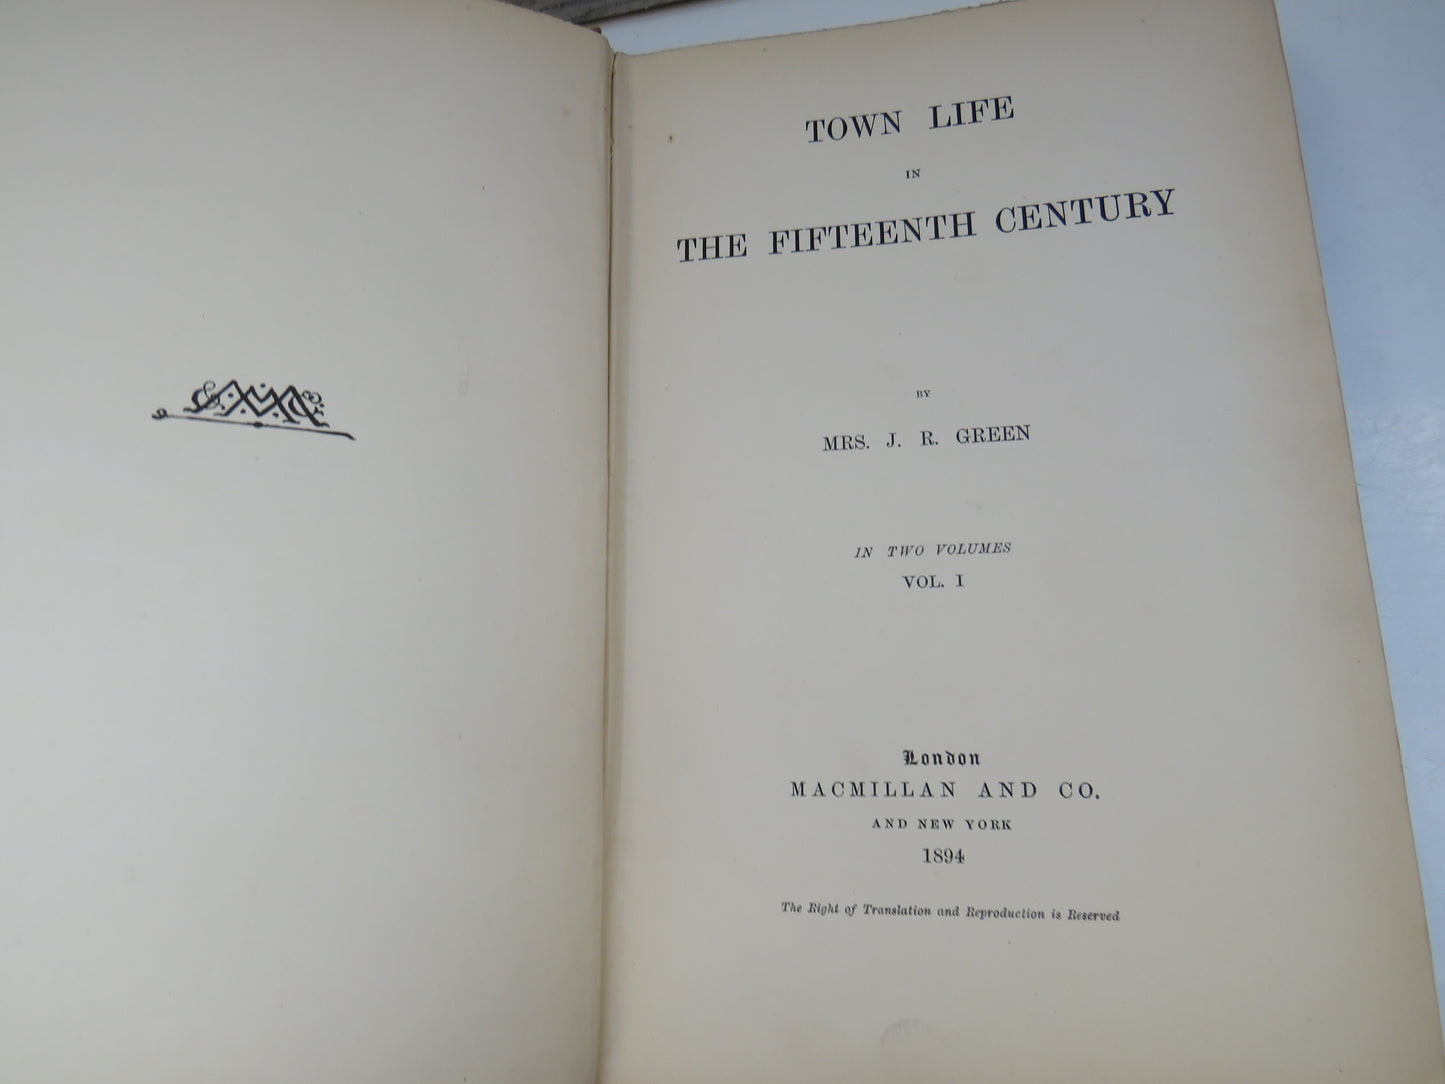 TOWN LIFE
IN
THE FIFTEENTH CENTURY
BY
MRS. J. R. GREEN
IN TWO VOLUMES
VOL. I
London
MACMILLAN AND CO.
AND NEW YORK
1894
The Right of Translation and Reproduction is Reserved